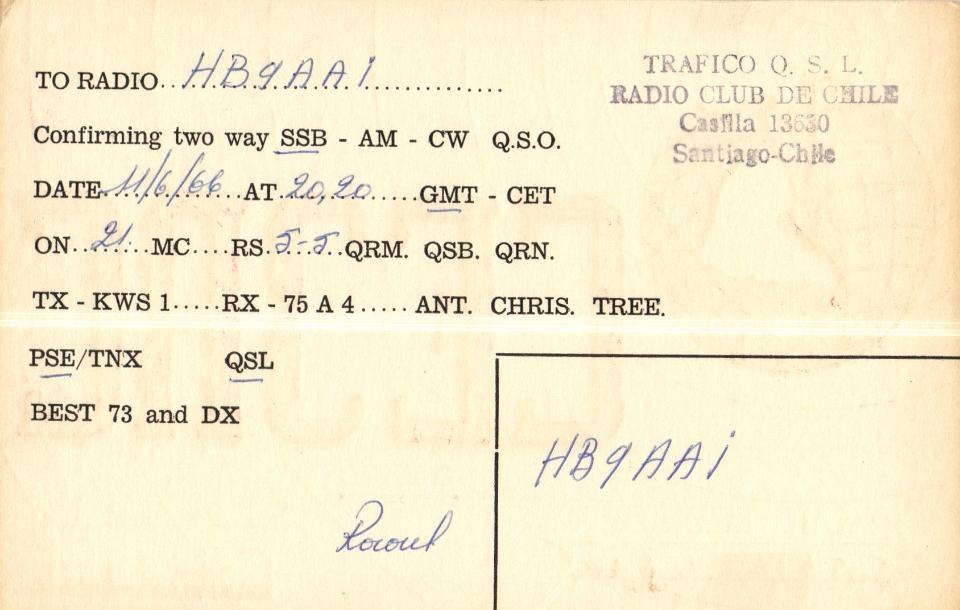 TRAFICO Q. S. L.
RADIO CLUB DE CHILE
Casilla 13630
Santiago-Chile
TO RADIO...HB9AAI...............
Confirming two way SSB - AM - CW Q.S.O.
DATE..11/6/66...AT.20,20.....GMT - CET
ON...21....MC....RS.5-5..QRM. QSB. QRN.
TX - KWS 1.....RX - 75 A 4..... ANT. CHRIS. TREE.
PSE/TNX QSL
BEST 73 and DX
HB9AAI
Raoul